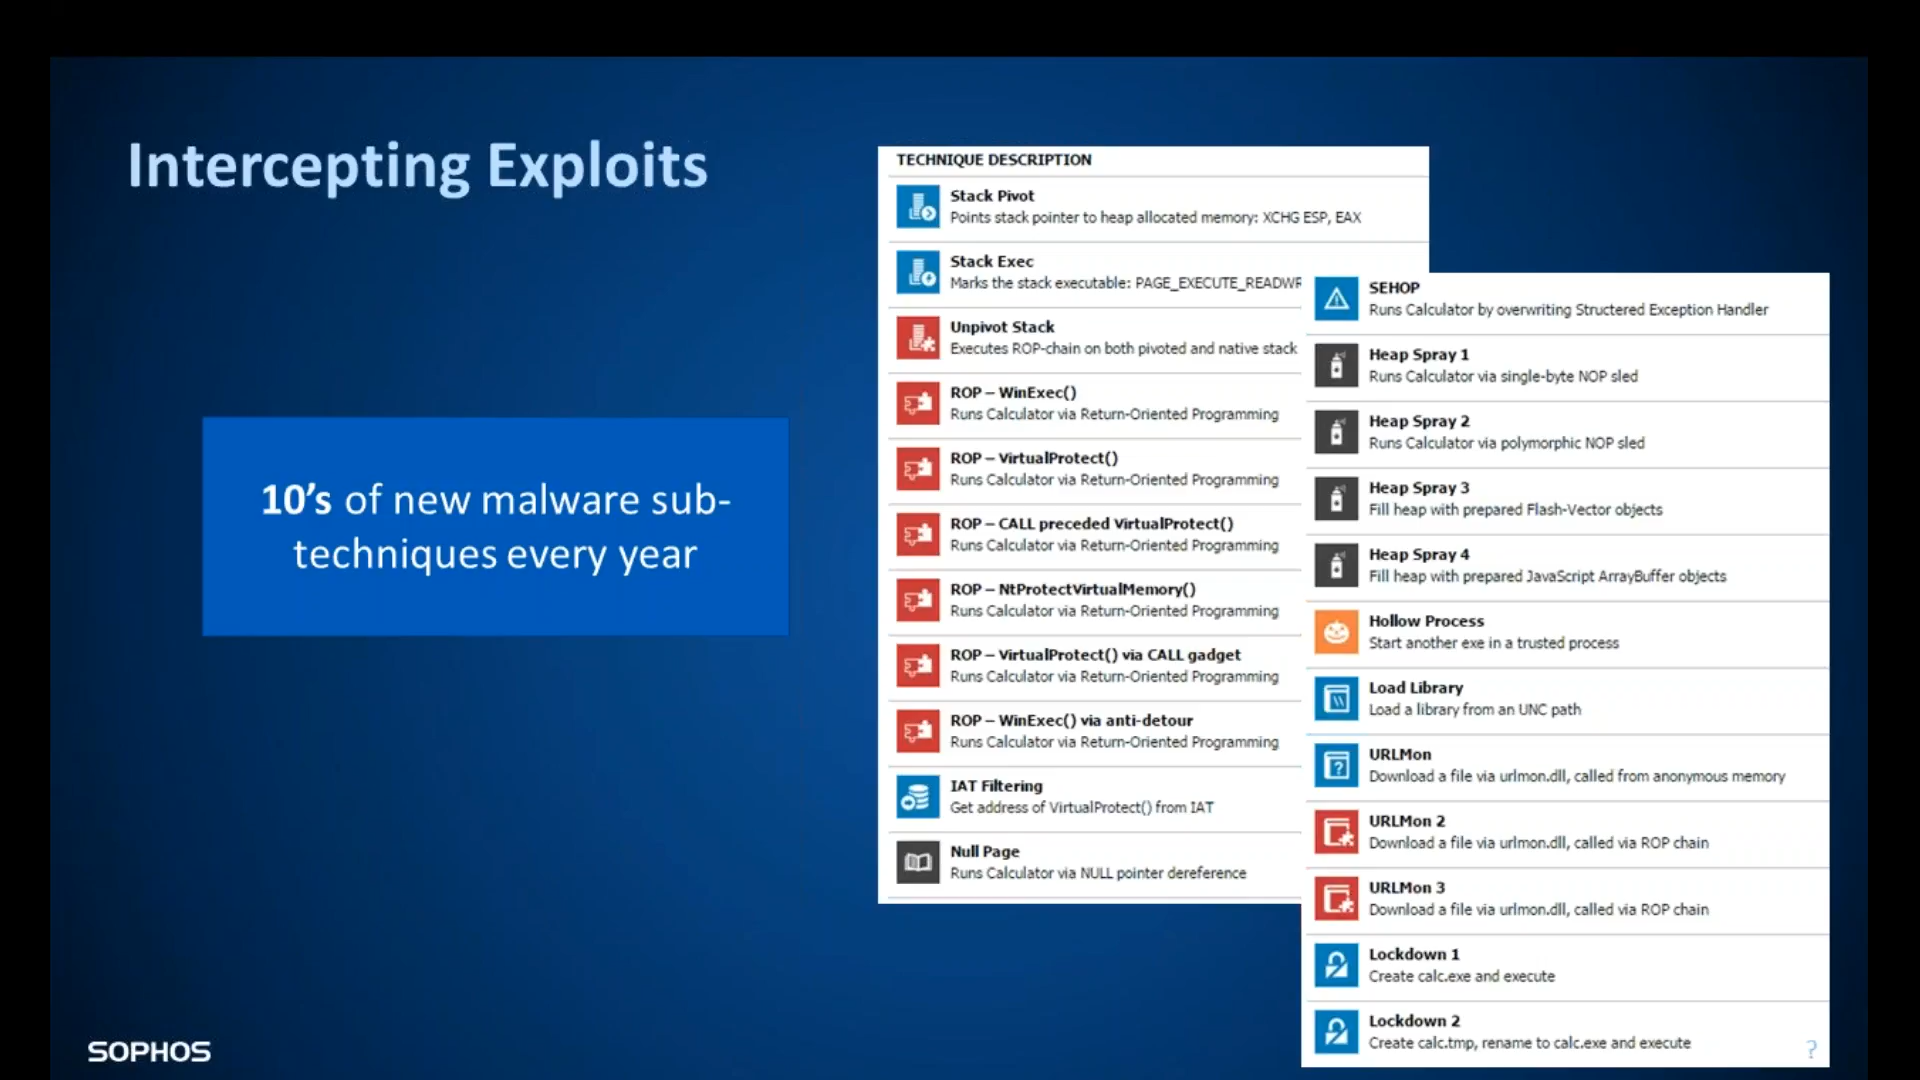 Intercepting Exploits
10’s of new malware sub-
techniques every year
TECHNIQUE DESCRIPTION
Stack Pivot
Points stack pointer to heap allocated memory: XCHG ESP, EAX
Stack Exec
Marks the stack executable: PAGE_EXECUTE_READWR
Unpivot Stack
Executes ROP-chain on both pivoted and native stack
ROP – WinExec()
Runs Calculator via Return-Oriented Programming
ROP – VirtualProtect()
Runs Calculator via Return-Oriented Programming
ROP – CALL preceded VirtualProtect()
Runs Calculator via Return-Oriented Programming
ROP – NtProtectVirtualMemory()
Runs Calculator via Return-Oriented Programming
ROP – VirtualProtect() via CALL gadget
Runs Calculator via Return-Oriented Programming
ROP – WinExec() via anti-detour
Runs Calculator via Return-Oriented Programming
IAT Filtering
Get address of VirtualProtect() from IAT
Null Page
Runs Calculator via NULL pointer dereference
SEHOP
Runs Calculator by overwriting Structered Exception Handler
Heap Spray 1
Runs Calculator via single-byte NOP sled
Heap Spray 2
Runs Calculator via polymorphic NOP sled
Heap Spray 3
Fill heap with prepared Flash-Vector objects
Heap Spray 4
Fill heap with prepared JavaScript ArrayBuffer objects
Hollow Process
Start another exe in a trusted process
Load Library
Load a library from an UNC path
URLMon
Download a file via urlmon.dll, called from anonymous memory
URLMon 2
Download a file via urlmon.dll, called via ROP chain
URLMon 3
Download a file via urlmon.dll, called via ROP chain
Lockdown 1
Create calc.exe and execute
Lockdown 2
Create calc.tmp, rename to calc.exe and execute
SOPHOS
?